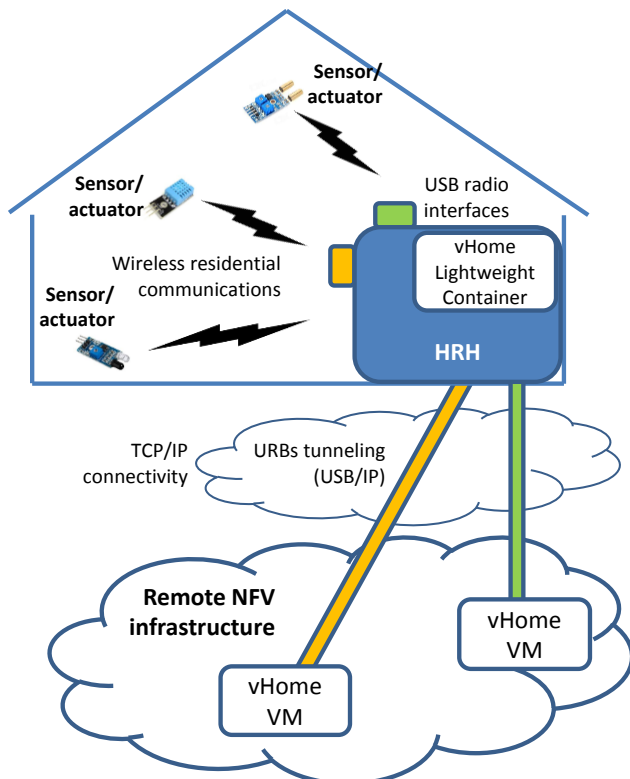 Sensor/
actuator
Sensor/
actuator
USB radio
interfaces
vHome
Lightweight
Container
Wireless residential
communications
Sensor/
actuator
HRH
TCP/IP
connectivity
URBs tunneling
(USB/IP)
Remote NFV
infrastructure
vHome
VM
vHome
VM